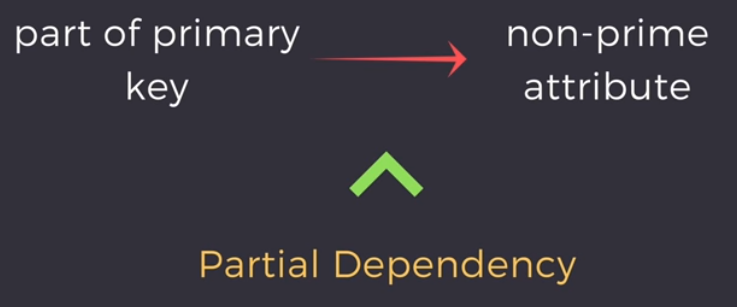 part of primary
key
non-prime
attribute
Partial Dependency